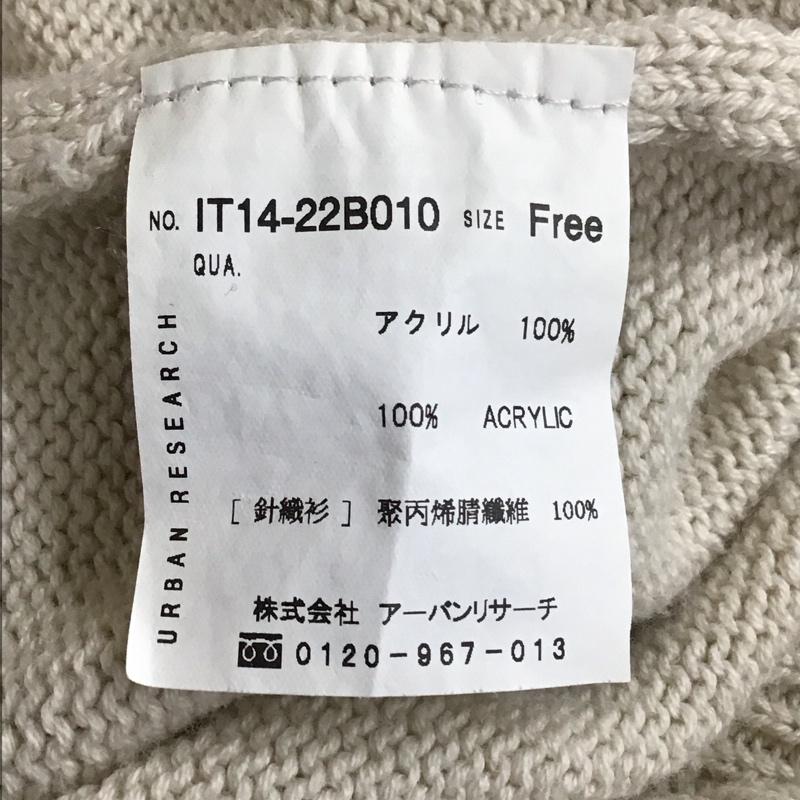 NO. IT14-22B010 SIZE Free
QUA.
アクリル 100%
100% ACRYLIC
[ 針織衫 ] 聚丙烯腈纖維 100%
株式会社 アーバンリサーチ
0120-967-013
URBAN RESEARCH